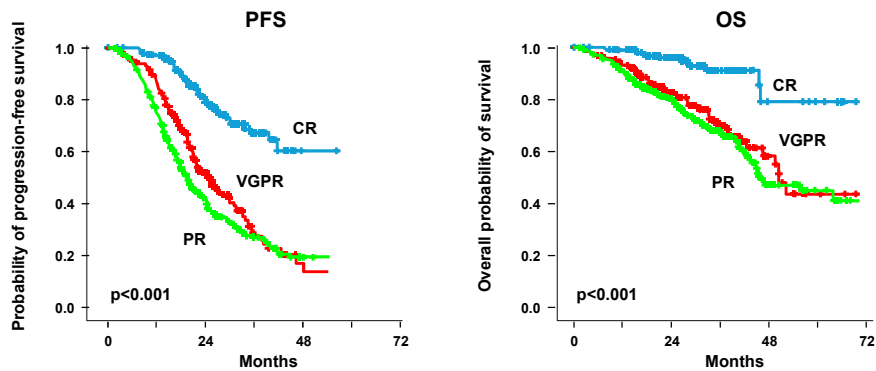 PFS
Probability of progression-free survival
1.0
0.8
0.6
0.4
0.2
0.0
CR
VGPR
PR
p<0.001
0
24
48
72
Months
OS
Overall probability of survival
1.0
0.8
0.6
0.4
0.2
0.0
CR
VGPR
PR
p<0.001
0
24
48
72
Months